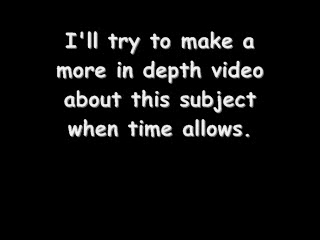 I'll try to make a
more in depth video
about this subject
when time allows.